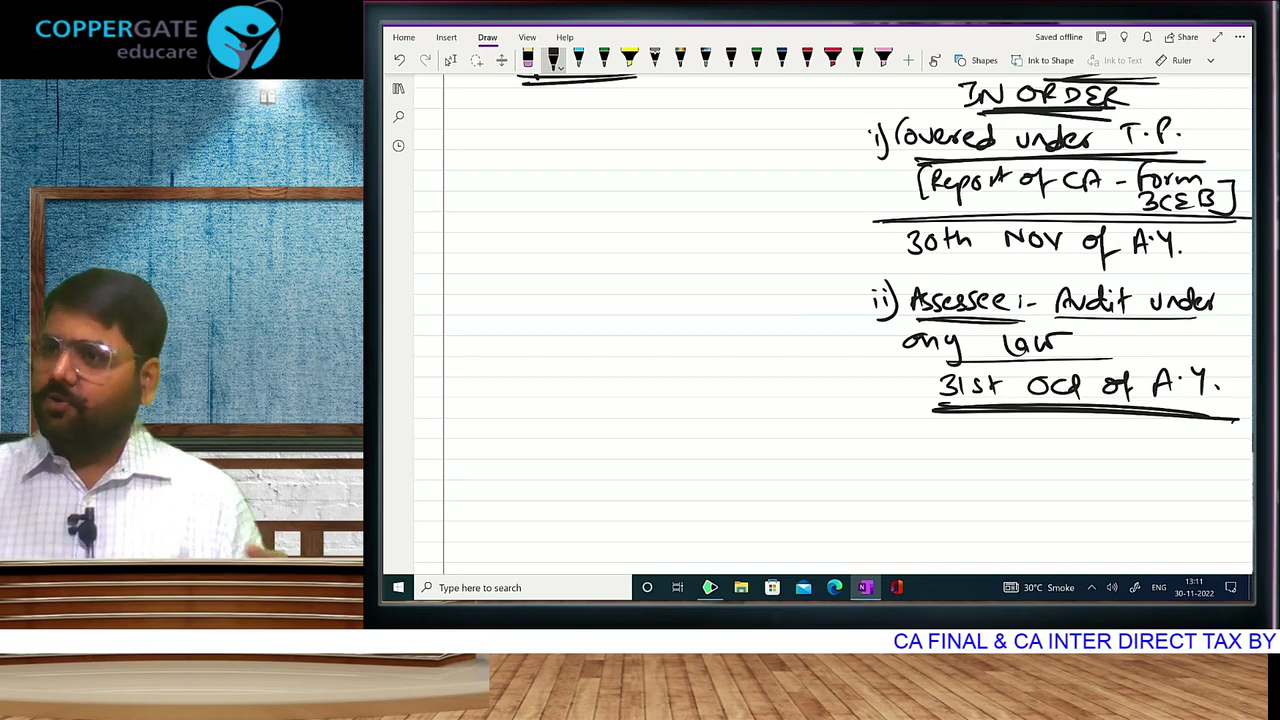 COPPERGATE
educare
Home Insert Draw View Help
Saved offline
Share
Shapes
Ink to Shape
Ink to Text
Ruler
IN ORDER
i) Covered under T.P.
[Report of CA - Form
3CEB]
30th NOV of A.Y.
ii) Assessee :- Audit under
any law
31st OCT of A.Y.
Type here to search
30°C Smoke
ENG
13:11
30-11-2022
CA FINAL & CA INTER DIRECT TAX BY